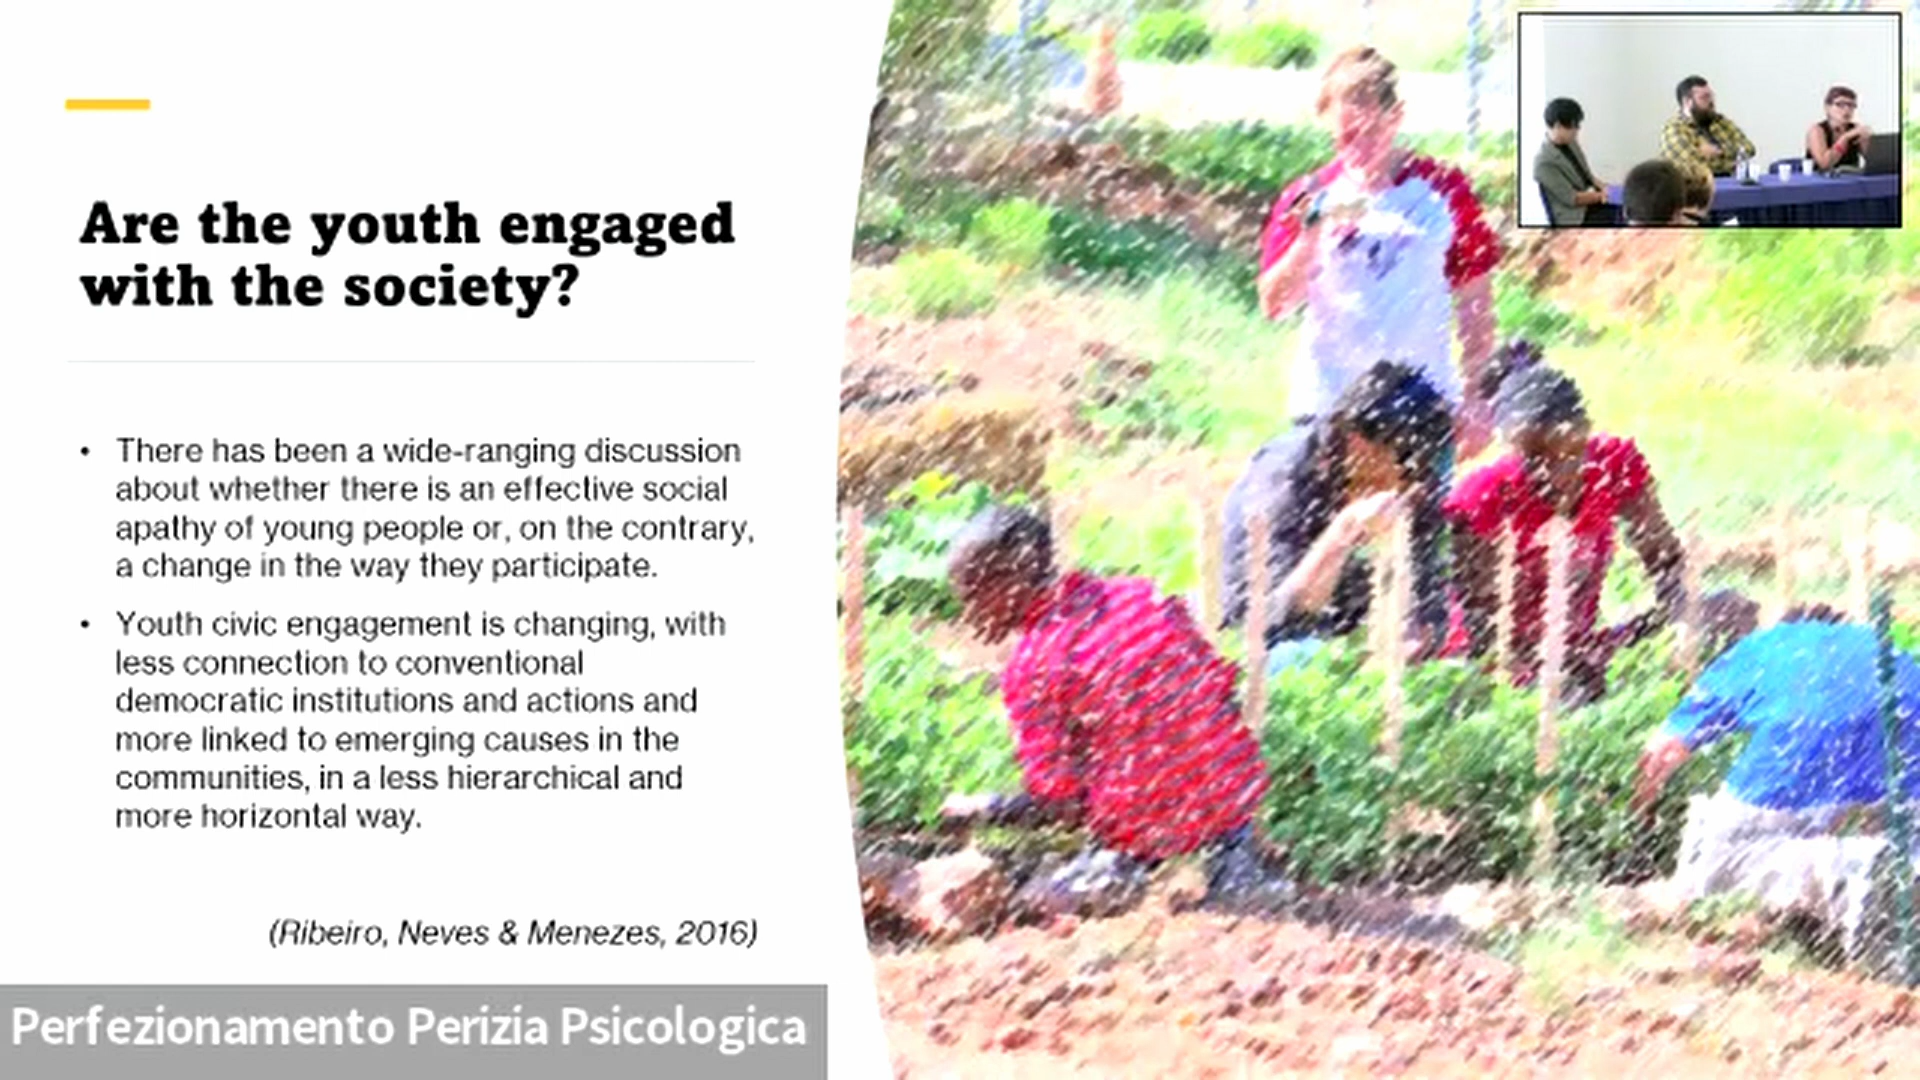 Are the youth engaged
with the society?
• There has been a wide-ranging discussion
about whether there is an effective social
apathy of young people or, on the contrary,
a change in the way they participate.
• Youth civic engagement is changing, with
less connection to conventional
democratic institutions and actions and
more linked to emerging causes in the
communities, in a less hierarchical and
more horizontal way.
(Ribeiro, Neves & Menezes, 2016)
Perfezionamento Perizia Psicologica